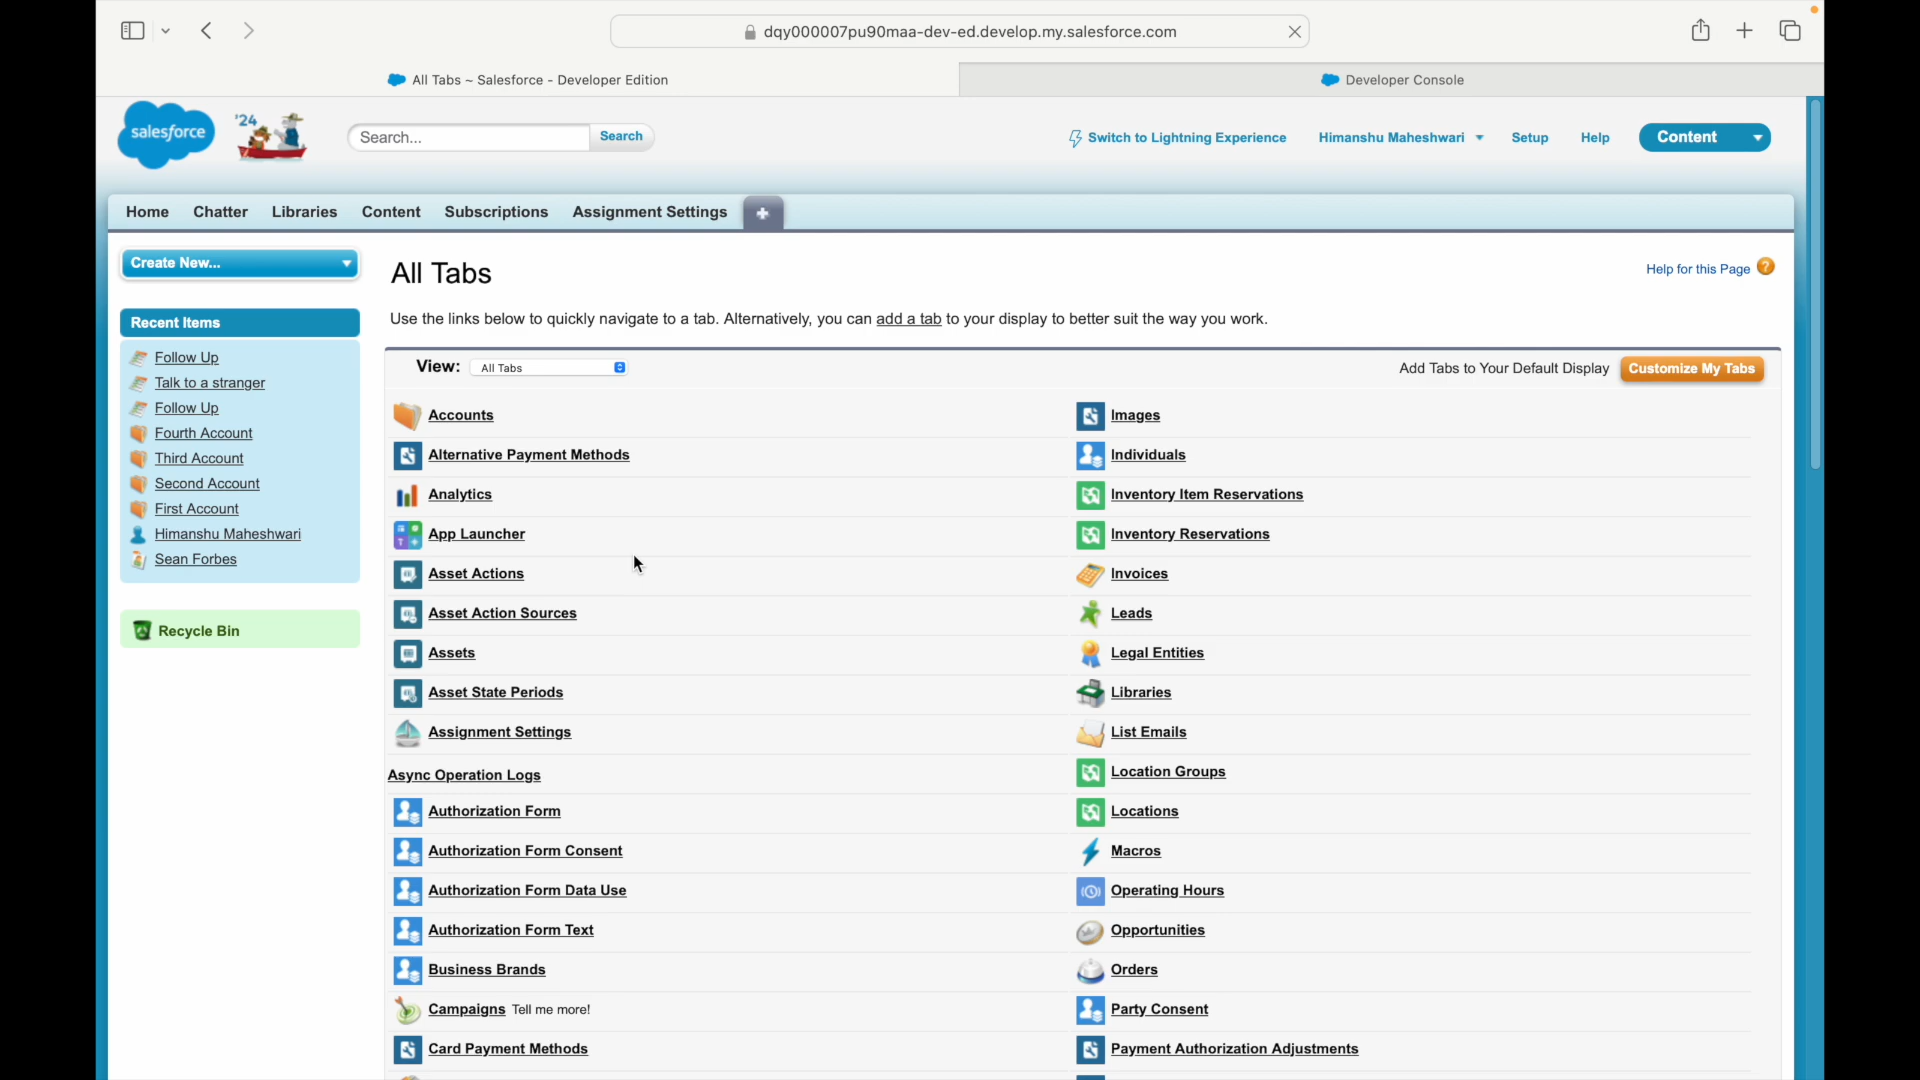 dqy000007pu90maa-dev-ed.develop.my.salesforce.com
All Tabs ~ Salesforce - Developer Edition
Developer Console
salesforce
'24
Search...
Search
Switch to Lightning Experience
Himanshu Maheshwari
Setup
Help
Content
Home
Chatter
Libraries
Content
Subscriptions
Assignment Settings
Create New...
Recent Items
Follow Up
Talk to a stranger
Follow Up
Fourth Account
Third Account
Second Account
First Account
Himanshu Maheshwari
Sean Forbes
Recycle Bin
All Tabs
Help for this Page
Use the links below to quickly navigate to a tab. Alternatively, you can add a tab to your display to better suit the way you work.
View:
All Tabs
Add Tabs to Your Default Display
Customize My Tabs
Accounts
Alternative Payment Methods
Analytics
App Launcher
Asset Actions
Asset Action Sources
Assets
Asset State Periods
Assignment Settings
Async Operation Logs
Authorization Form
Authorization Form Consent
Authorization Form Data Use
Authorization Form Text
Business Brands
Campaigns Tell me more!
Card Payment Methods
Images
Individuals
Inventory Item Reservations
Inventory Reservations
Invoices
Leads
Legal Entities
Libraries
List Emails
Location Groups
Locations
Macros
Operating Hours
Opportunities
Orders
Party Consent
Payment Authorization Adjustments